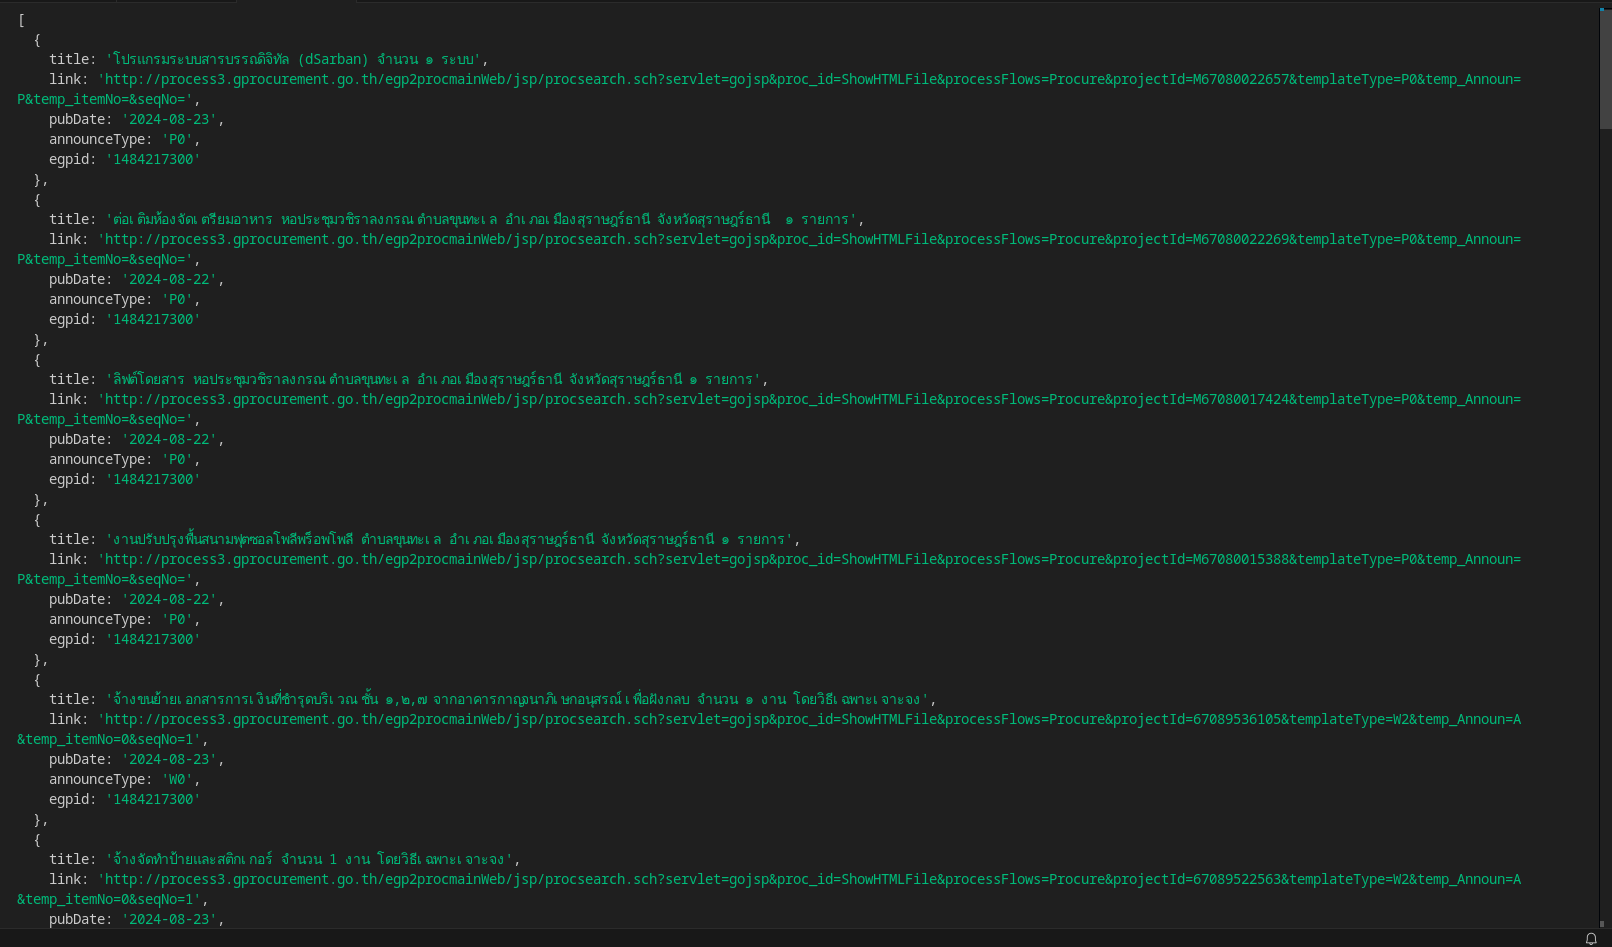 [
{
title: 'โปรแกรมระบบสารบรรณดิจิทัล (dSarban) จำนวน ๑ ระบบ',
link: 'http://process3.gprocurement.go.th/egp2procmainWeb/jsp/procsearch.sch?servlet=gojsp&proc_id=ShowHTMLFile&processFlows=Procure&projectId=M67080022657&templateType=P0&temp_Announ=
P&temp_itemNo=&seqNo=',
pubDate: '2024-08-23',
announceType: 'P0',
egpid: '1484217300'
},
{
title: 'ต่อเติมห้องจัดเตรียมอาหาร หอประชุมวชิราลงกรณ ตำบลขุนทะเล อำเภอเมืองสุราษฎร์ธานี จังหวัดสุราษฎร์ธานี  ๑ รายการ',
link: 'http://process3.gprocurement.go.th/egp2procmainWeb/jsp/procsearch.sch?servlet=gojsp&proc_id=ShowHTMLFile&processFlows=Procure&projectId=M67080022269&templateType=P0&temp_Announ=
P&temp_itemNo=&seqNo=',
pubDate: '2024-08-22',
announceType: 'P0',
egpid: '1484217300'
},
{
title: 'ลิฟต์โดยสาร หอประชุมวชิราลงกรณ ตำบลขุนทะเล อำเภอเมืองสุราษฎร์ธานี จังหวัดสุราษฎร์ธานี ๑ รายการ',
link: 'http://process3.gprocurement.go.th/egp2procmainWeb/jsp/procsearch.sch?servlet=gojsp&proc_id=ShowHTMLFile&processFlows=Procure&projectId=M67080017424&templateType=P0&temp_Announ=
P&temp_itemNo=&seqNo=',
pubDate: '2024-08-22',
announceType: 'P0',
egpid: '1484217300'
},
{
title: 'งานปรับปรุงพื้นสนามฟุตซอลโพลีพร็อพโพลี ตำบลขุนทะเล อำเภอเมืองสุราษฎร์ธานี จังหวัดสุราษฎร์ธานี ๑ รายการ',
link: 'http://process3.gprocurement.go.th/egp2procmainWeb/jsp/procsearch.sch?servlet=gojsp&proc_id=ShowHTMLFile&processFlows=Procure&projectId=M67080015388&templateType=P0&temp_Announ=
P&temp_itemNo=&seqNo=',
pubDate: '2024-08-22',
announceType: 'P0',
egpid: '1484217300'
},
{
title: 'จ้างขนย้ายเอกสารการเงินที่ชำรุดบริเวณ ชั้น ๑,๒,๗ จากอาคารกาญจนาภิเษกอนุสรณ์ เพื่อฝังกลบ จำนวน ๑ งาน โดยวิธีเฉพาะเจาะจง',
link: 'http://process3.gprocurement.go.th/egp2procmainWeb/jsp/procsearch.sch?servlet=gojsp&proc_id=ShowHTMLFile&processFlows=Procure&projectId=67089536105&templateType=W2&temp_Announ=A
&temp_itemNo=0&seqNo=1',
pubDate: '2024-08-23',
announceType: 'W0',
egpid: '1484217300'
},
{
title: 'จ้างจัดทำป้ายและสติกเกอร์ จำนวน 1 งาน โดยวิธีเฉพาะเจาะจง',
link: 'http://process3.gprocurement.go.th/egp2procmainWeb/jsp/procsearch.sch?servlet=gojsp&proc_id=ShowHTMLFile&processFlows=Procure&projectId=67089522563&templateType=W2&temp_Announ=A
&temp_itemNo=0&seqNo=1',
pubDate: '2024-08-23',